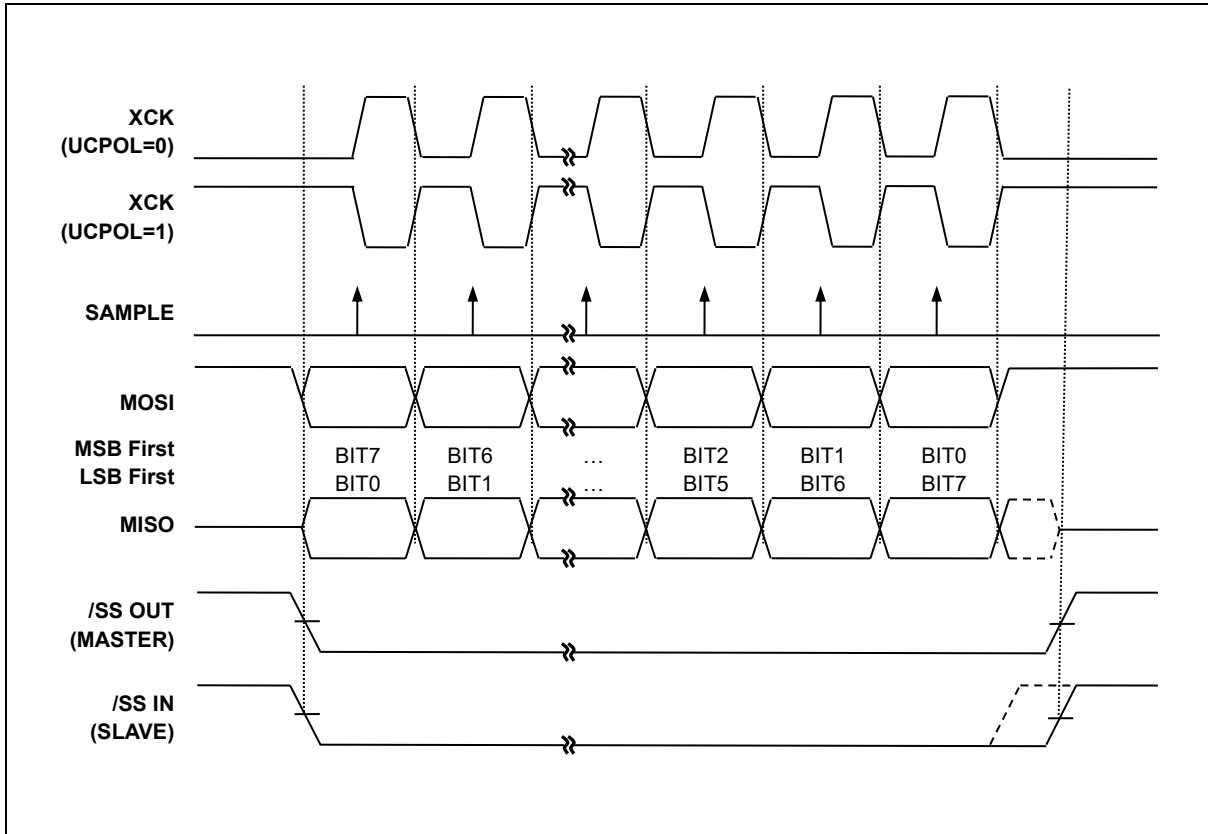 XCK
(UCPOL=0)
XCK
(UCPOL=1)
SAMPLE
MOSI
MSB First BIT7 BIT6 ... BIT2 BIT1 BIT0
LSB First BIT0 BIT1 ... BIT5 BIT6 BIT7
MISO
/SS OUT
(MASTER)
/SS IN
(SLAVE)